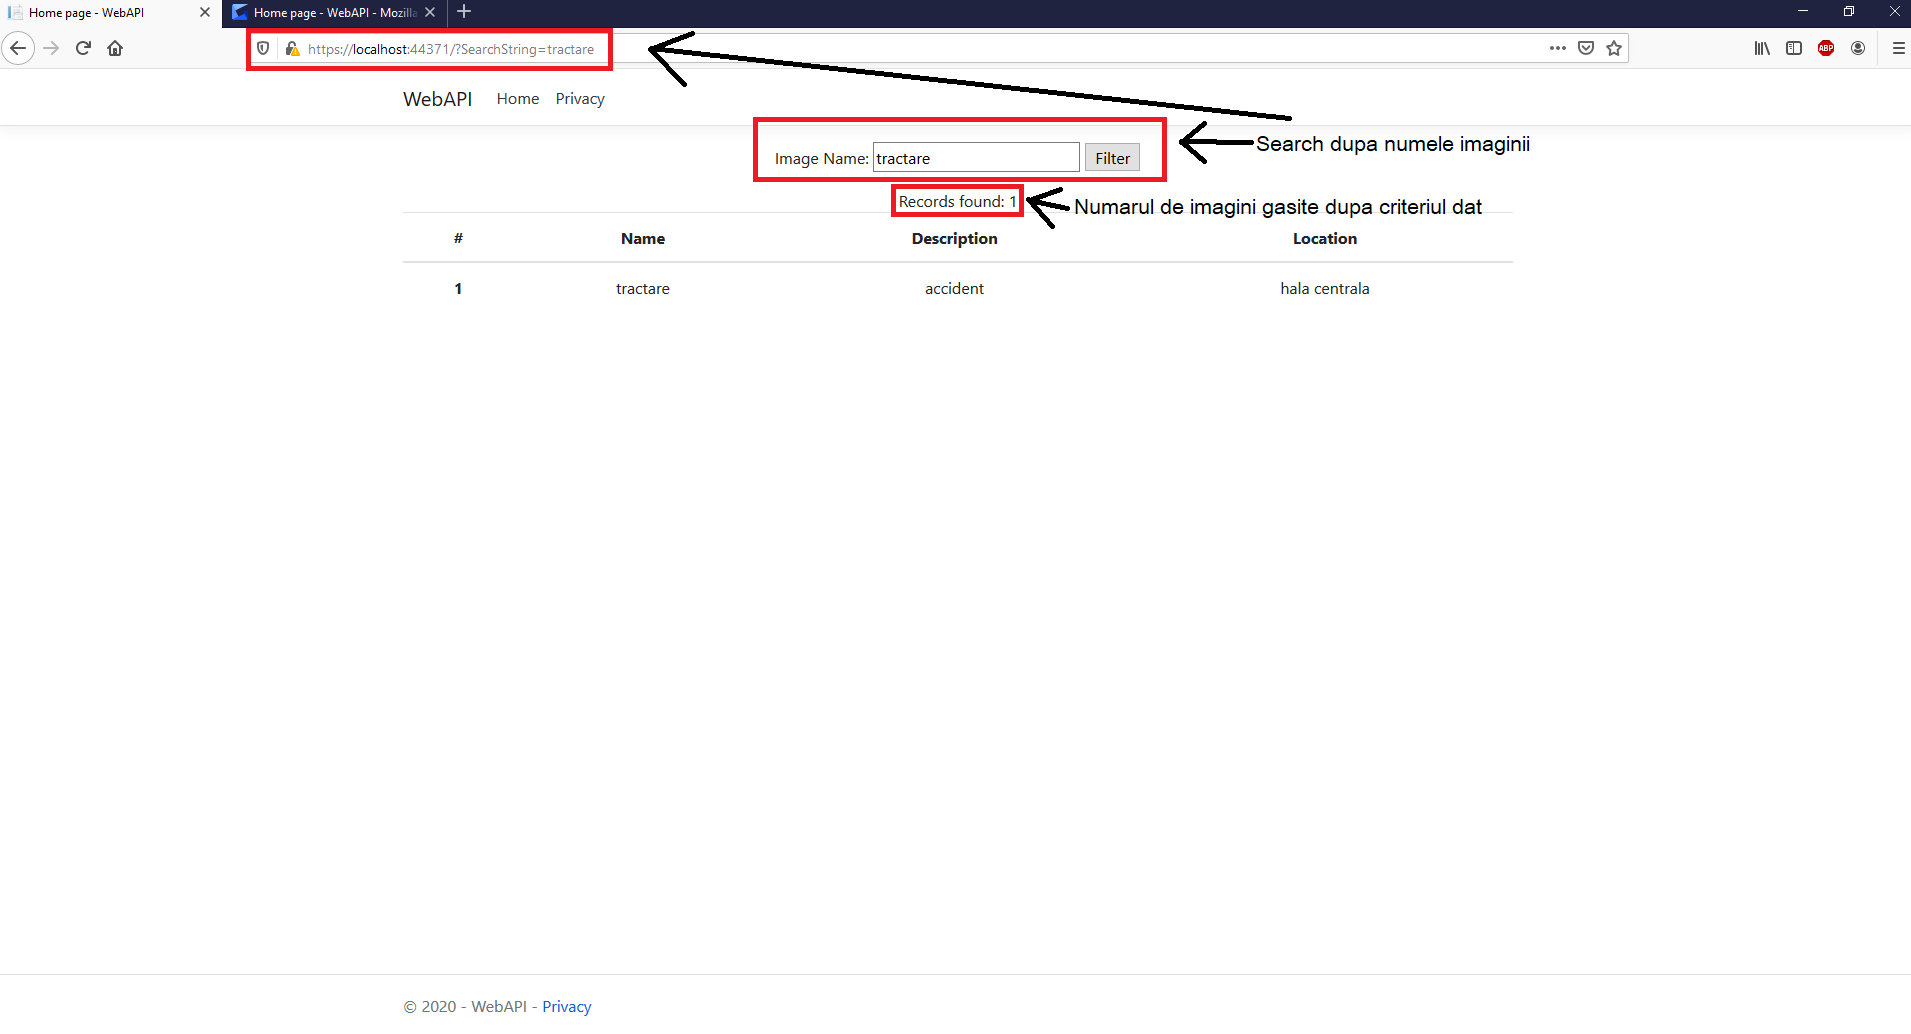 Home page - WebAPI
Home page - WebAPI - Mozilla
https://localhost:44371/?SearchString=tractare
ABP
WebAPI Home Privacy
Image Name: tractare Filter
Search dupa numele imaginii
Records found: 1
Numarul de imagini gasite dupa criteriul dat
# Name Description Location
1 tractare accident hala centrala
© 2020 - WebAPI - Privacy